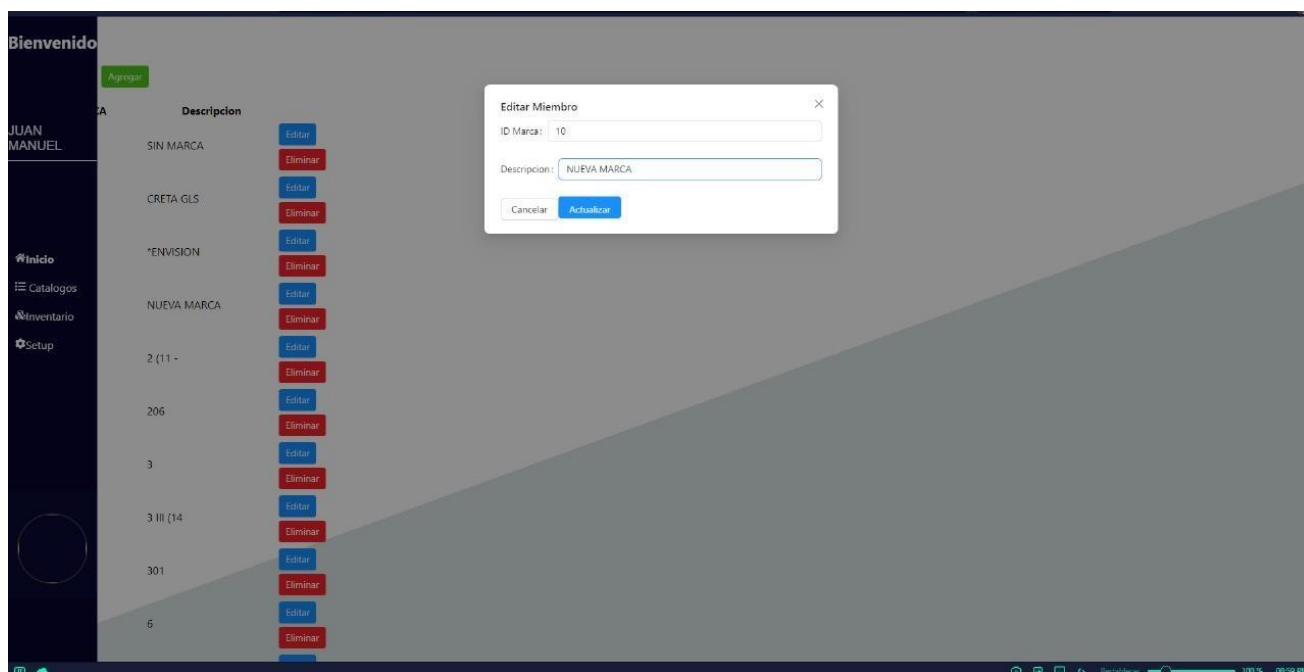 Bienvenido
Agregar
CA Descripcion
JUAN
MANUEL
SIN MARCA
Editar
Eliminar
CRETA GLS
Editar
Eliminar
*ENVISION
Editar
Eliminar
NUEVA MARCA
Editar
Eliminar
2 (11 -
Editar
Eliminar
206
Editar
Eliminar
3
Editar
Eliminar
3 III (14
Editar
Eliminar
301
Editar
Eliminar
6
Editar
Eliminar
Inicio
Catalogos
Inventario
Setup
Editar Miembro
ID Marca: 10
Descripcion: NUEVA MARCA
Cancelar Actualizar
100 %